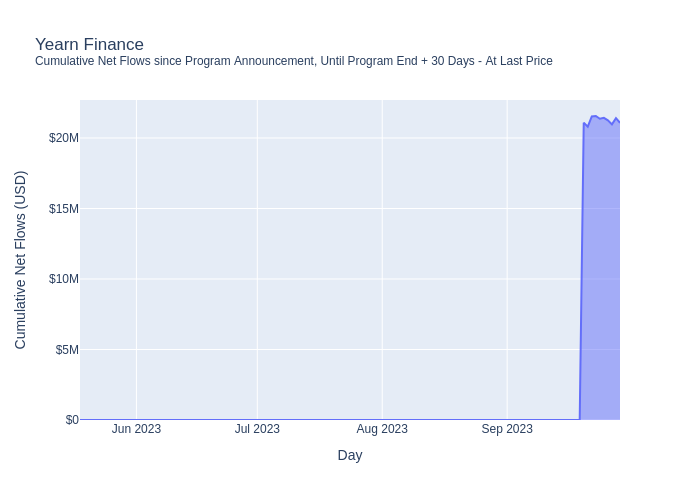 Yearn Finance
Cumulative Net Flows since Program Announcement, Until Program End + 30 Days - At Last Price
Cumulative Net Flows (USD)
$20M
$15M
$10M
$5M
$0
Jun 2023
Jul 2023
Aug 2023
Sep 2023
Day